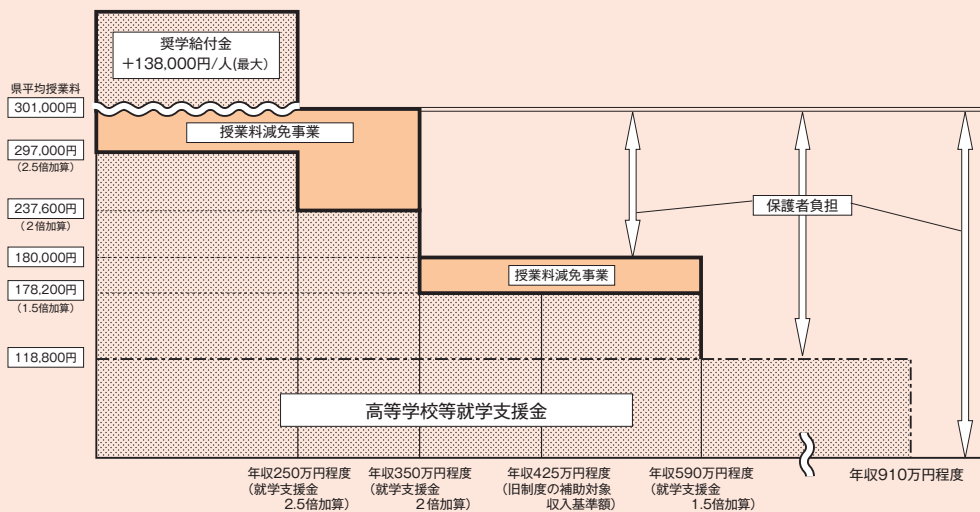 奨学給付金
+138,000円/人(最大)
県平均授業料
301,000円
授業料減免事業
297,000円
(2.5倍加算)
保護者負担
237,600円
(2倍加算)
180,000円
授業料減免事業
178,200円
(1.5倍加算)
118,800円
高等学校等就学支援金
年収250万円程度
(就学支援金
2.5倍加算)
年収350万円程度
(就学支援金
2倍加算)
年収425万円程度
(旧制度の補助対象
収入基準額)
年収590万円程度
(就学支援金
1.5倍加算)
年収910万円程度